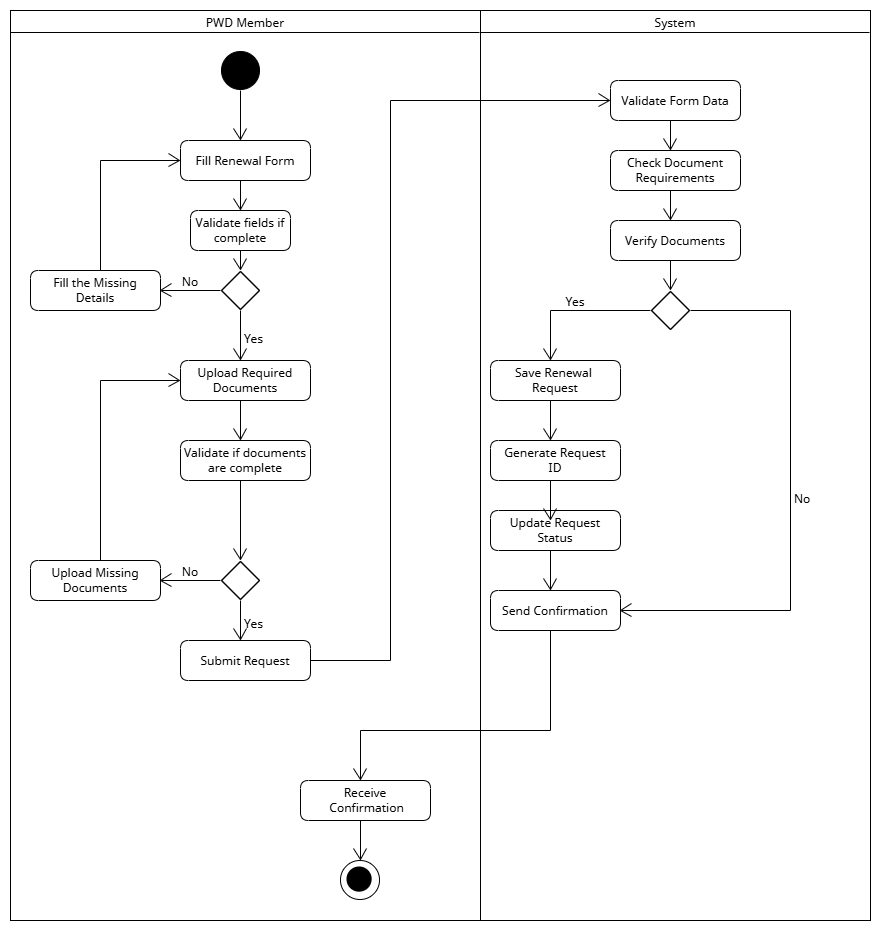 PWD Member
System
Fill Renewal Form
Validate fields if
complete
No
Fill the Missing
Details
Yes
Upload Required
Documents
Validate if documents
are complete
No
Upload Missing
Documents
Yes
Submit Request
Validate Form Data
Check Document
Requirements
Verify Documents
Yes
Save Renewal
Request
Generate Request
ID
No
Update Request
Status
Send Confirmation
Receive
Confirmation